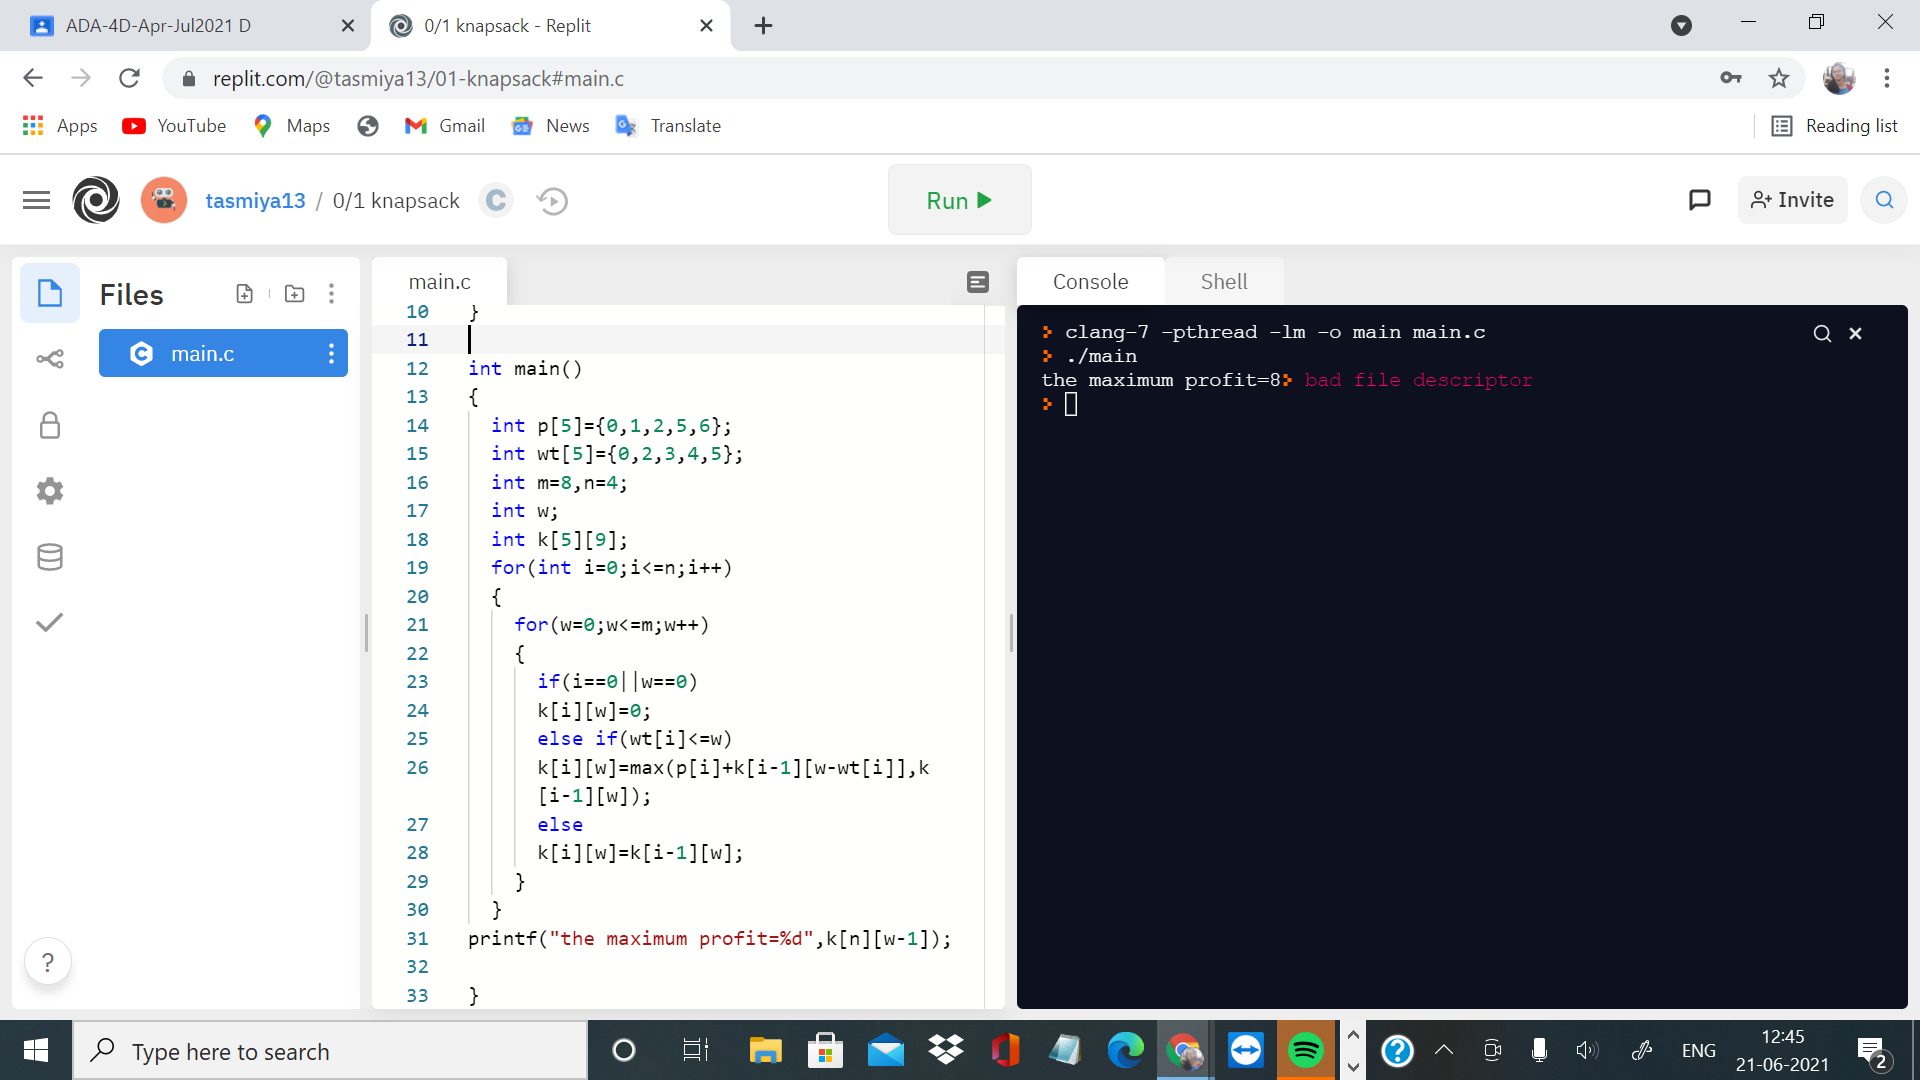 ADA-4D-Apr-Jul2021 D
0/1 knapsack - Replit
replit.com/@tasmiya13/01-knapsack#main.c
Apps
YouTube
Maps
Gmail
News
Translate
Reading list
tasmiya13 / 0/1 knapsack
C
Run
Invite
Files
main.c
main.c
10 }
11
12 int main()
13 {
14 int p[5]={0,1,2,5,6};
15 int wt[5]={0,2,3,4,5};
16 int m=8,n=4;
17 int w;
18 int k[5][9];
19 for(int i=0;i<=n;i++)
20 {
21 for(w=0;w<=m;w++)
22 {
23 if(i==0||w==0)
24 k[i][w]=0;
25 else if(wt[i]<=w)
26 k[i][w]=max(p[i]+k[i-1][w-wt[i]],k
[i-1][w]);
27 else
28 k[i][w]=k[i-1][w];
29 }
30 }
31 printf("the maximum profit=%d",k[n][w-1]);
32
33 }
Console
Shell
clang-7 -pthread -lm -o main main.c
./main
the maximum profit=8 bad file descriptor
?
Type here to search
?
ENG
12:45
21-06-2021
2